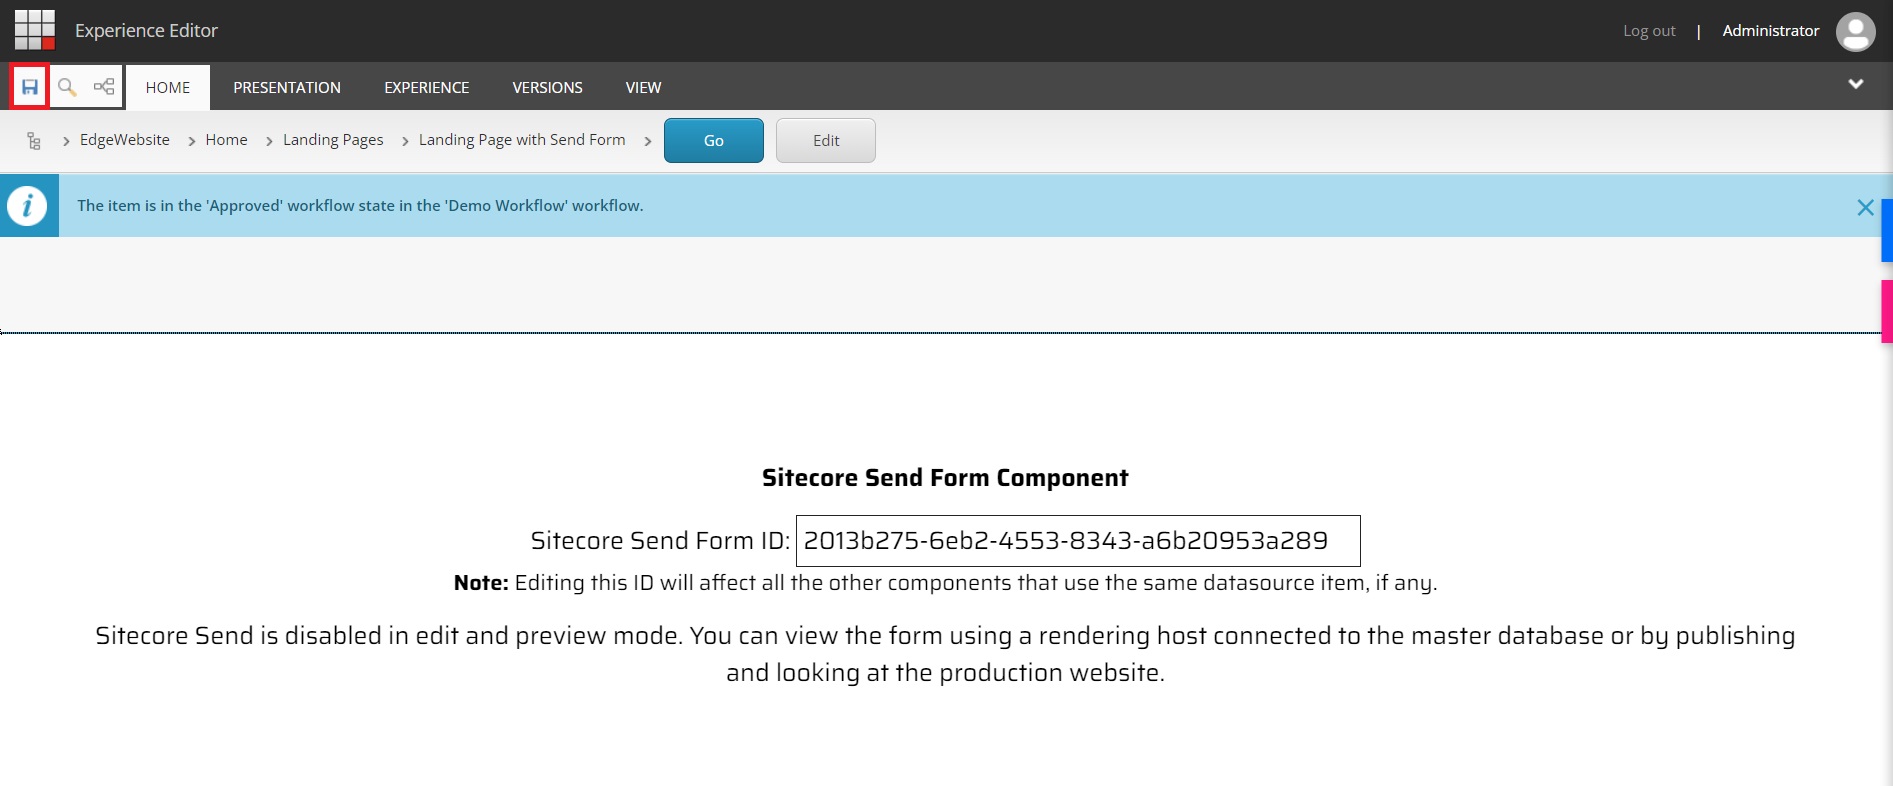 Experience Editor
Log out | Administrator
HOME PRESENTATION EXPERIENCE VERSIONS VIEW
EdgeWebsite > Home > Landing Pages > Landing Page with Send Form > Go Edit
The item is in the 'Approved' workflow state in the 'Demo Workflow' workflow.
Sitecore Send Form Component
Sitecore Send Form ID: 2013b275-6eb2-4553-8343-a6b20953a289
Note: Editing this ID will affect all the other components that use the same datasource item, if any.
Sitecore Send is disabled in edit and preview mode. You can view the form using a rendering host connected to the master database or by publishing
and looking at the production website.